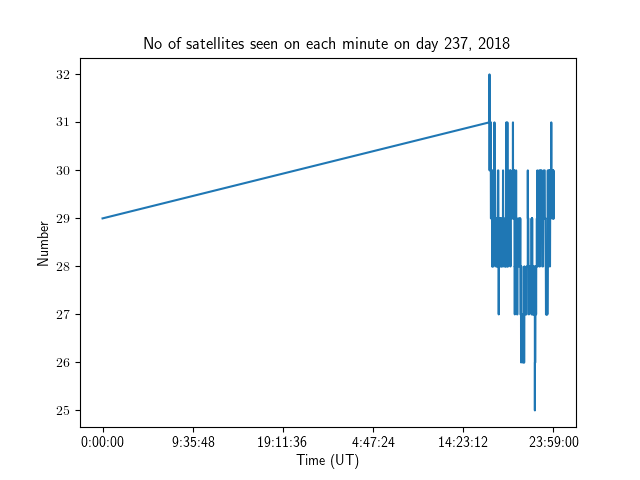 No of satellites seen on each minute on day 237, 2018
32
31
30
29
28
27
26
25
Number
0:00:00 9:35:48 19:11:36 4:47:24 14:23:12 23:59:00
Time (UT)